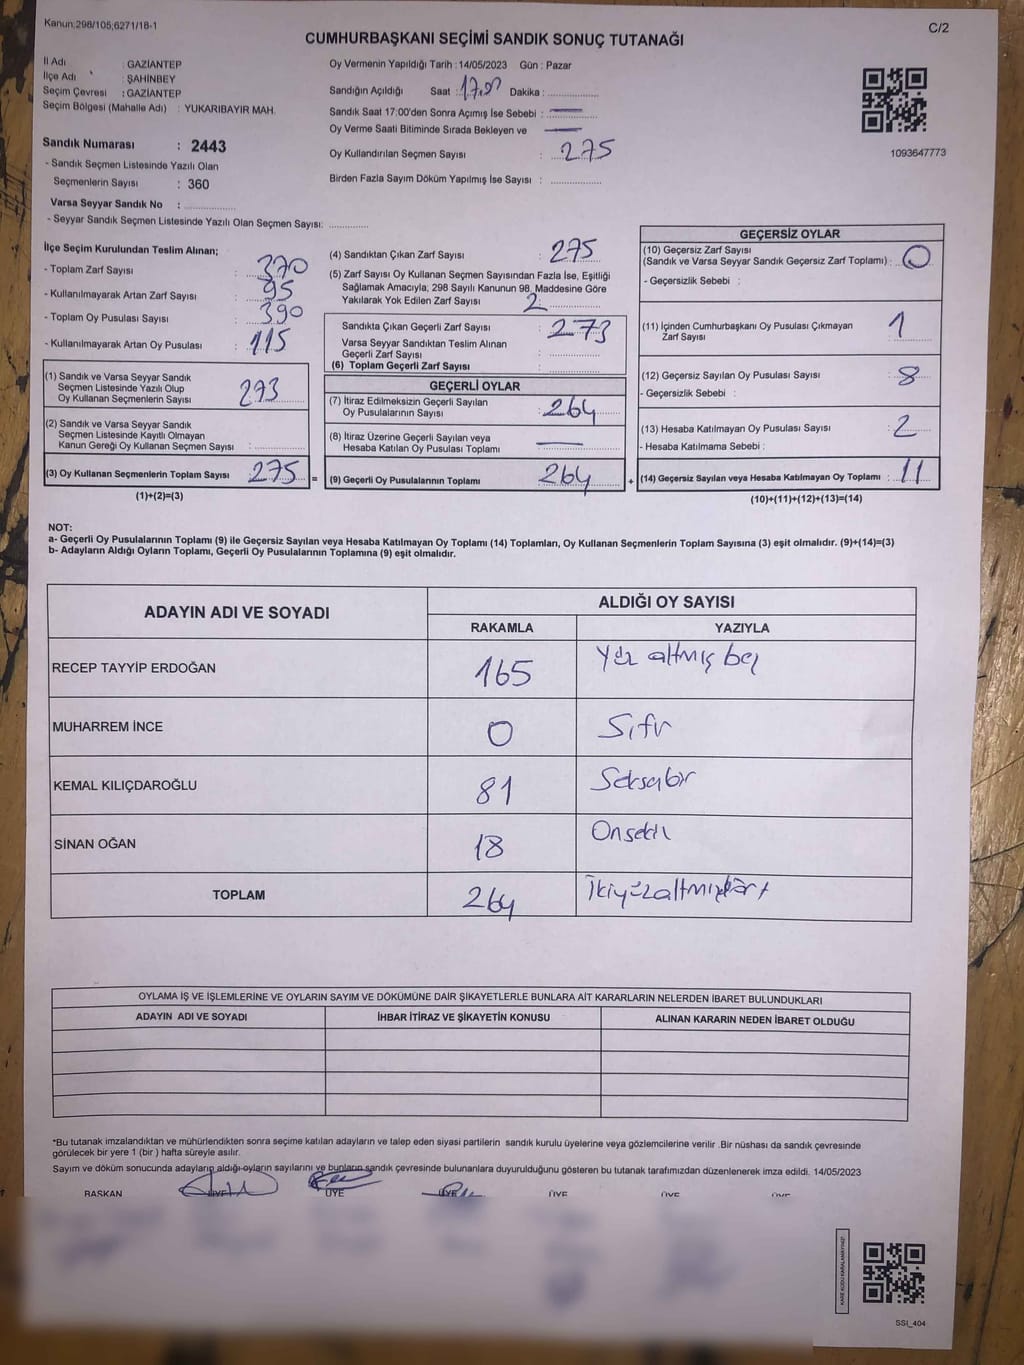 Kanun;298/105;6271/18-1
C/2
CUMHURBAŞKANI SEÇİMİ SANDIK SONUÇ TUTANAĞI
İl Adı : GAZİANTEP
İlçe Adı : ŞAHİNBEY
Seçim Çevresi : GAZİANTEP
Seçim Bölgesi (Mahalle Adı) : YUKARIBAYIR MAH.
Sandık Numarası : 2443
- Sandık Seçmen Listesinde Yazılı Olan
Seçmenlerin Sayısı : 360
Varsa Seyyar Sandık No :
- Seyyar Sandık Seçmen Listesinde Yazılı Olan Seçmen Sayısı:
Oy Vermenin Yapıldığı Tarih : 14/05/2023 Gün : Pazar
Sandığın Açıldığı Saat : 17.00 Dakika :
Sandık Saat 17:00'den Sonra Açımış İse Sebebi : —
Oy Verme Saati Bitiminde Sırada Bekleyen ve —
Oy Kullandırılan Seçmen Sayısı : 275
Birden Fazla Sayım Döküm Yapılmış İse Sayısı :
1093647773
İlçe Seçim Kurulundan Teslim Alınan;
- Toplam Zarf Sayısı : 370
- Kullanılmayarak Artan Zarf Sayısı : 95
- Toplam Oy Pusulası Sayısı : 390
- Kullanılmayarak Artan Oy Pusulası : 115
(1) Sandık ve Varsa Seyyar Sandık
Seçmen Listesinde Yazılı Olup
Oy Kullanan Seçmenlerin Sayısı 273
(2) Sandık ve Varsa Seyyar Sandık
Seçmen Listesinde Kayıtlı Olmayan
Kanun Gereği Oy Kullanan Seçmen Sayısı :
(3) Oy Kullanan Seçmenlerin Toplam Sayısı 275 =
(1)+(2)=(3)
(4) Sandıktan Çıkan Zarf Sayısı : 275
(5) Zarf Sayısı Oy Kullanan Seçmen Sayısından Fazla İse, Eşitliği
Sağlamak Amacıyla, 298 Sayılı Kanunun 98. Maddesine Göre
Yakılarak Yok Edilen Zarf Sayısı : 2
Sandıkta Çıkan Geçerli Zarf Sayısı : 273
Varsa Seyyar Sandıktan Teslim Alınan
Geçerli Zarf Sayısı :
(6) Toplam Geçerli Zarf Sayısı :
GEÇERLİ OYLAR
(7) İtiraz Edilmeksizin Geçerli Sayılan
Oy Pusulalarının Sayısı : 264
(8) İtiraz Üzerine Geçerli Sayılan veya
Hesaba Katılan Oy Pusulası Toplamı : —
(9) Geçerli Oy Pusulalarının Toplamı 264 +
GEÇERSİZ OYLAR
(10) Geçersiz Zarf Sayısı
(Sandık ve Varsa Seyyar Sandık Geçersiz Zarf Toplamı) : 0
- Geçersizlik Sebebi :
(11) İçinden Cumhurbaşkanı Oy Pusulası Çıkmayan
Zarf Sayısı : 1
(12) Geçersiz Sayılan Oy Pusulası Sayısı : 8
- Geçersizlik Sebebi :
(13) Hesaba Katılmayan Oy Pusulası Sayısı : 2
- Hesaba Katılmama Sebebi :
(14) Geçersiz Sayılan veya Hesaba Katılmayan Oy Toplamı : 11
(10)+(11)+(12)+(13)=(14)
NOT:
a- Geçerli Oy Pusulalarının Toplamı (9) ile Geçersiz Sayılan veya Hesaba Katılmayan Oy Toplamı (14) Toplamları, Oy Kullanan Seçmenlerin Toplam Sayısına (3) eşit olmalıdır. (9)+(14)=(3)
b- Adayların Aldığı Oyların Toplamı, Geçerli Oy Pusulalarının Toplamına (9) eşit olmalıdır.
ADAYIN ADI VE SOYADI
ALDIĞI OY SAYISI
RAKAMLA YAZIYLA
RECEP TAYYİP ERDOĞAN 165 Yüz altmış beş
MUHARREM İNCE 0 Sıfır
KEMAL KILIÇDAROĞLU 81 Seksenbir
SİNAN OĞAN 18 Onsekiz
TOPLAM 264 İkiyüzaltmışdört
OYLAMA İŞ VE İŞLEMLERİNE VE OYLARIN SAYIM VE DÖKÜMÜNE DAİR ŞİKAYETLERLE BUNLARA AİT KARARLARIN NELERDEN İBARET BULUNDUKLARI
ADAYIN ADI VE SOYADI İHBAR İTİRAZ VE ŞİKAYETİN KONUSU ALINAN KARARIN NEDEN İBARET OLDUĞU
*Bu tutanak imzalandıktan ve mühürlendikten sonra seçime katılan adayların ve talep eden siyasi partilerin sandık kurulu üyelerine veya gözlemcilerine verilir .Bir nüshası da sandık çevresinde
görülecek bir yere 1 (bir ) hafta süreyle asılır.
Sayım ve döküm sonucunda adayların aldığı oyların sayılarını ve bunların sandık çevresinde bulunanlara duyurulduğunu gösteren bu tutanak tarafımızdan düzenlenerek imza edildi. 14/05/2023
BAŞKAN ÜYE ÜYE ÜYE ÜYE ÜYE ÜYE
SSI_404